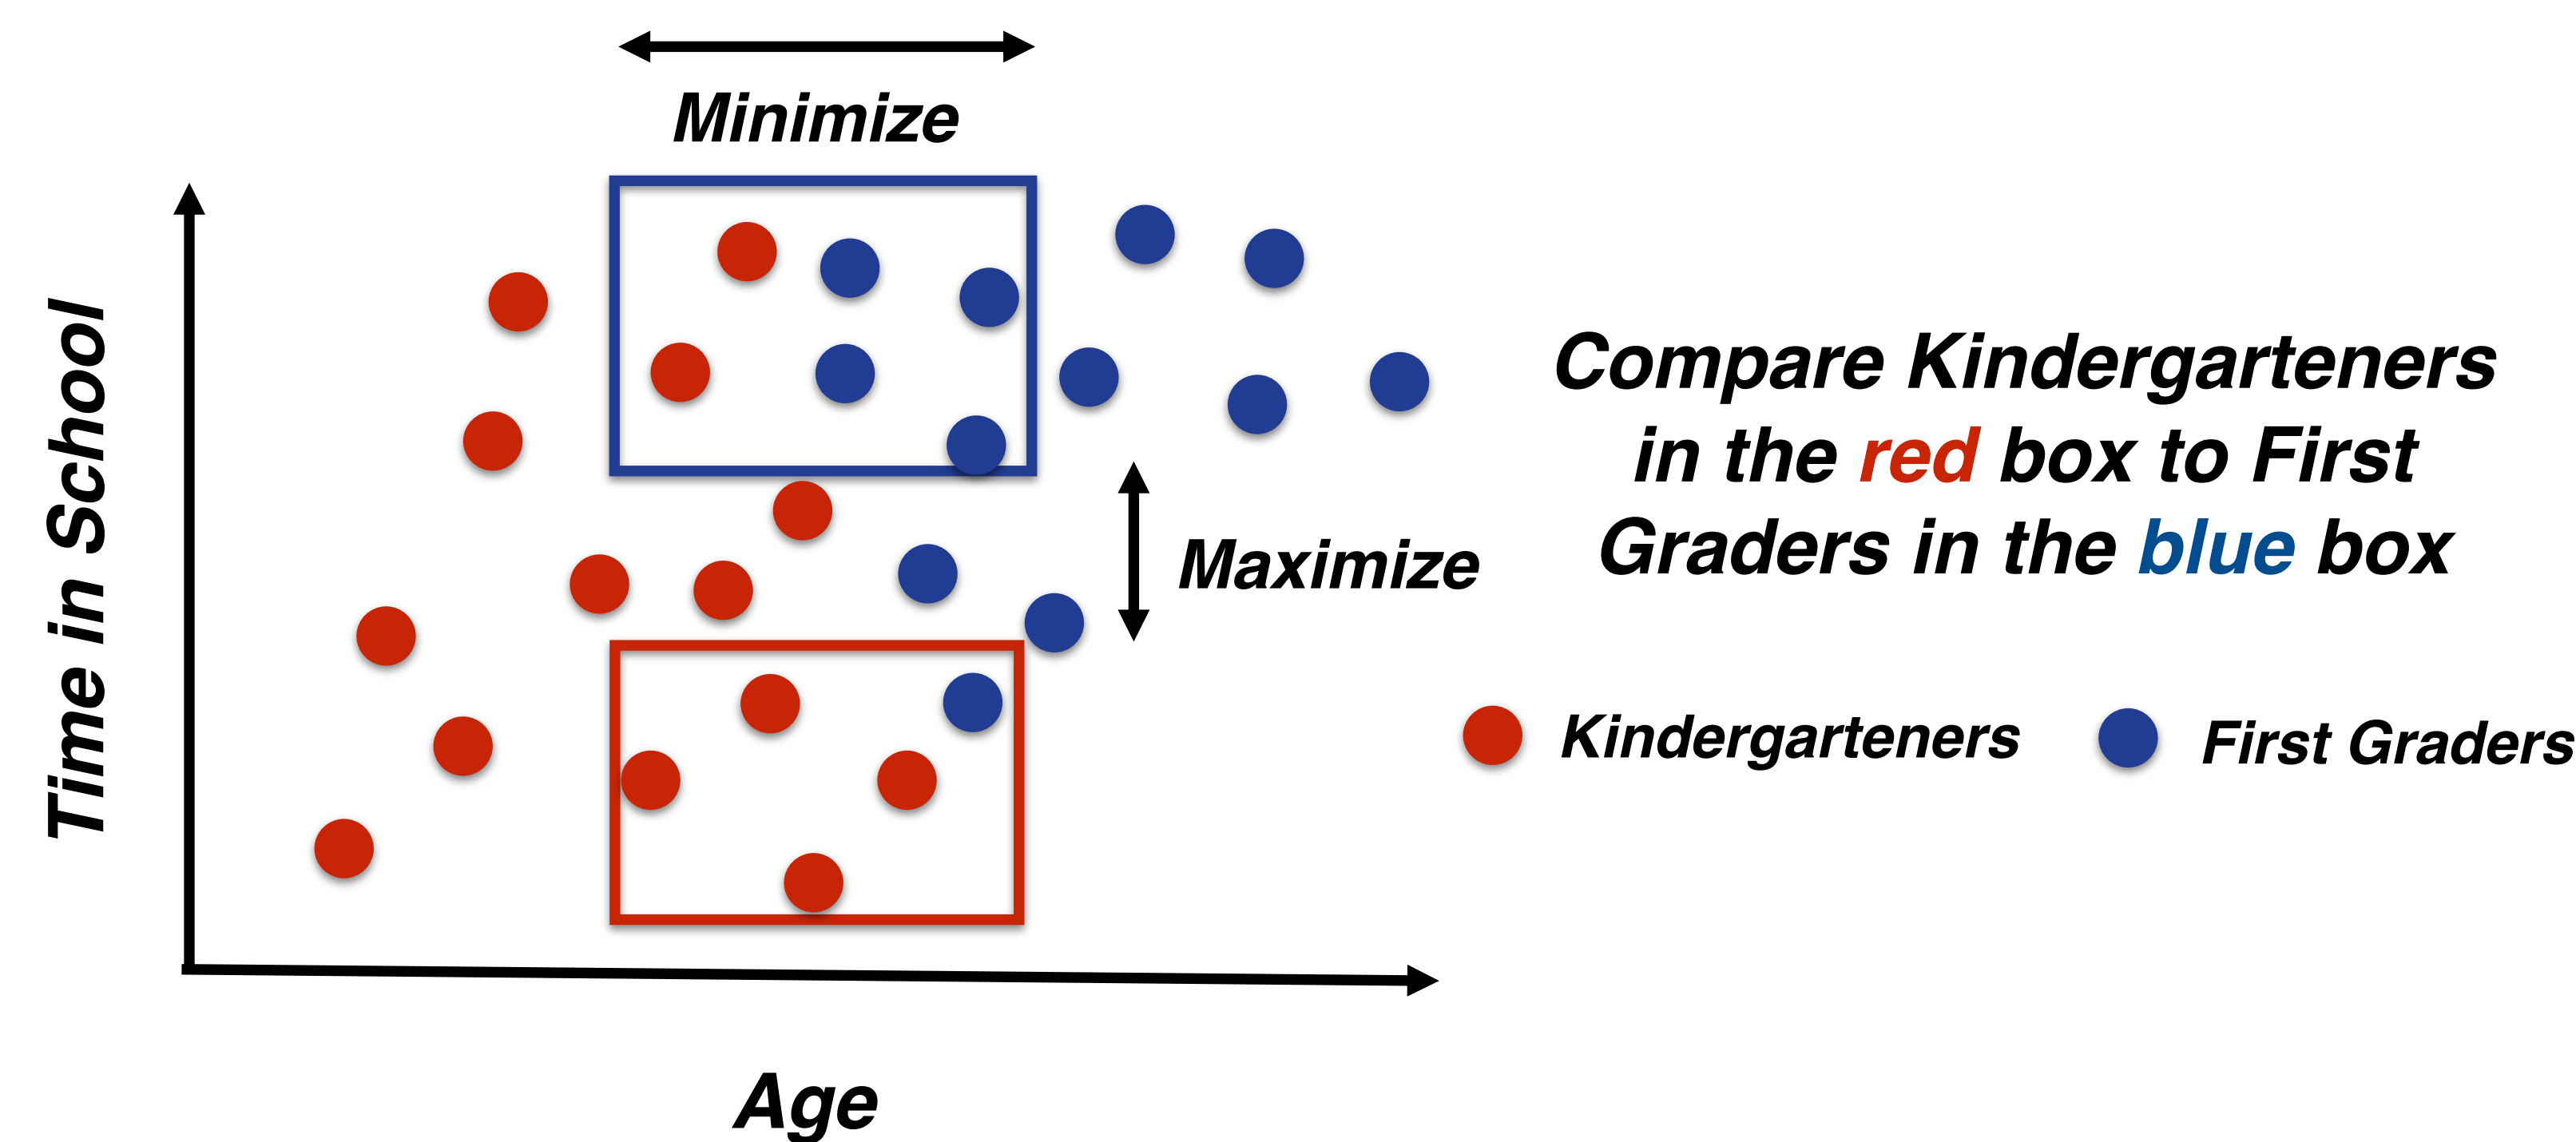 Minimize
Time in School
Maximize
Age
Compare Kindergarteners
in the red box to First
Graders in the blue box
Kindergarteners
First Graders